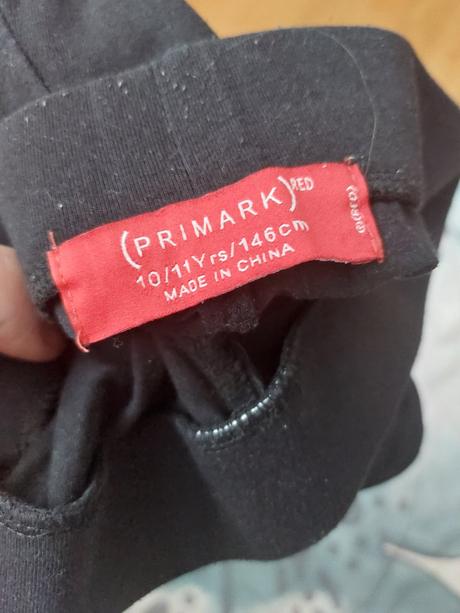 (PRIMARK)RED
10/11Yrs/146cm
MADE IN CHINA